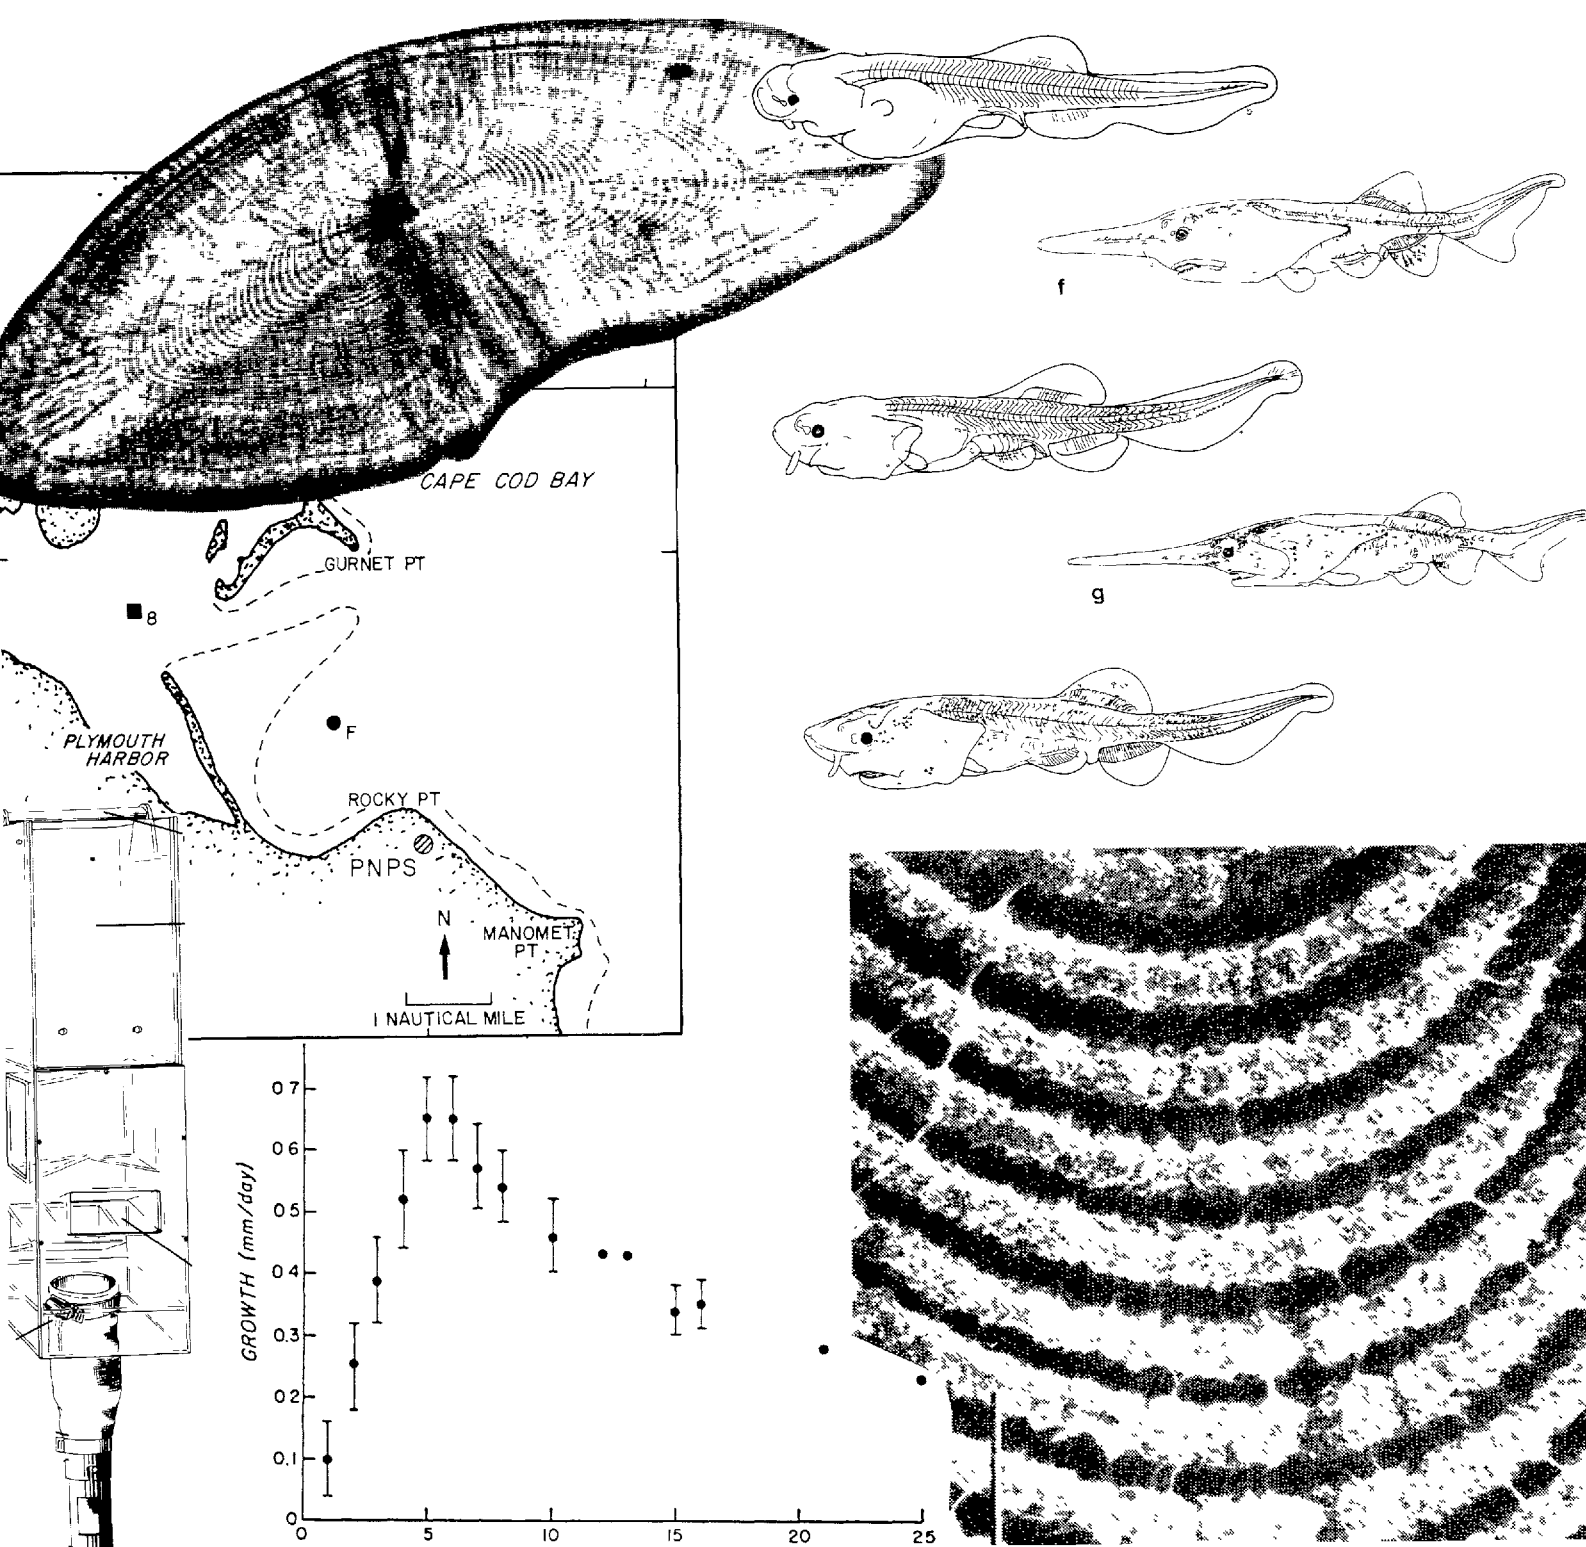 f
CAPE COD BAY
GURNET PT
g
8
F
PLYMOUTH
HARBOR
ROCKY PT
PNPS
N
MANOMET
PT
1 NAUTICAL MILE
GROWTH (mm/day)
0 7
0 6
0 5
0 4
0.3
0 2
0.1
0
0
5
10
15
20
25